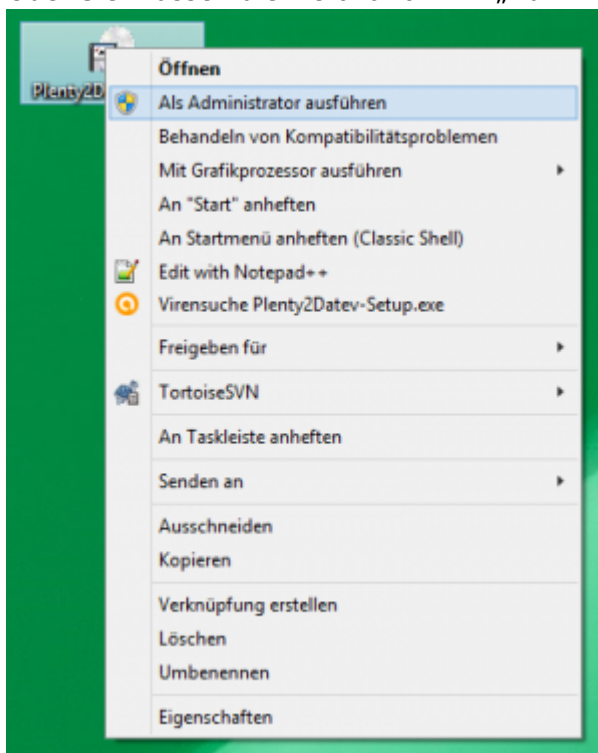 Plenty2D
Öffnen
Als Administrator ausführen
Behandeln von Kompatibilitätsproblemen
Mit Grafikprozessor ausführen
An "Start" anheften
An Startmenü anheften (Classic Shell)
Edit with Notepad++
Virensuche Plenty2Datev-Setup.exe
Freigeben für
TortoiseSVN
An Taskleiste anheften
Senden an
Ausschneiden
Kopieren
Verknüpfung erstellen
Löschen
Umbenennen
Eigenschaften